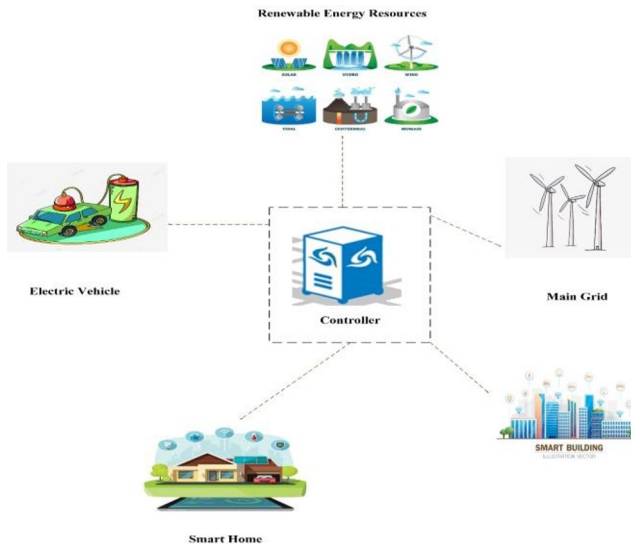 Renewable Energy Resources
SOLAR
HYDRO
WIND
TIDAL
GEOTHERMAL
BIOMASS
Electric Vehicle
Main Grid
Controller
SMART BUILDING
ILLUSTRATION VECTOR
Smart Home